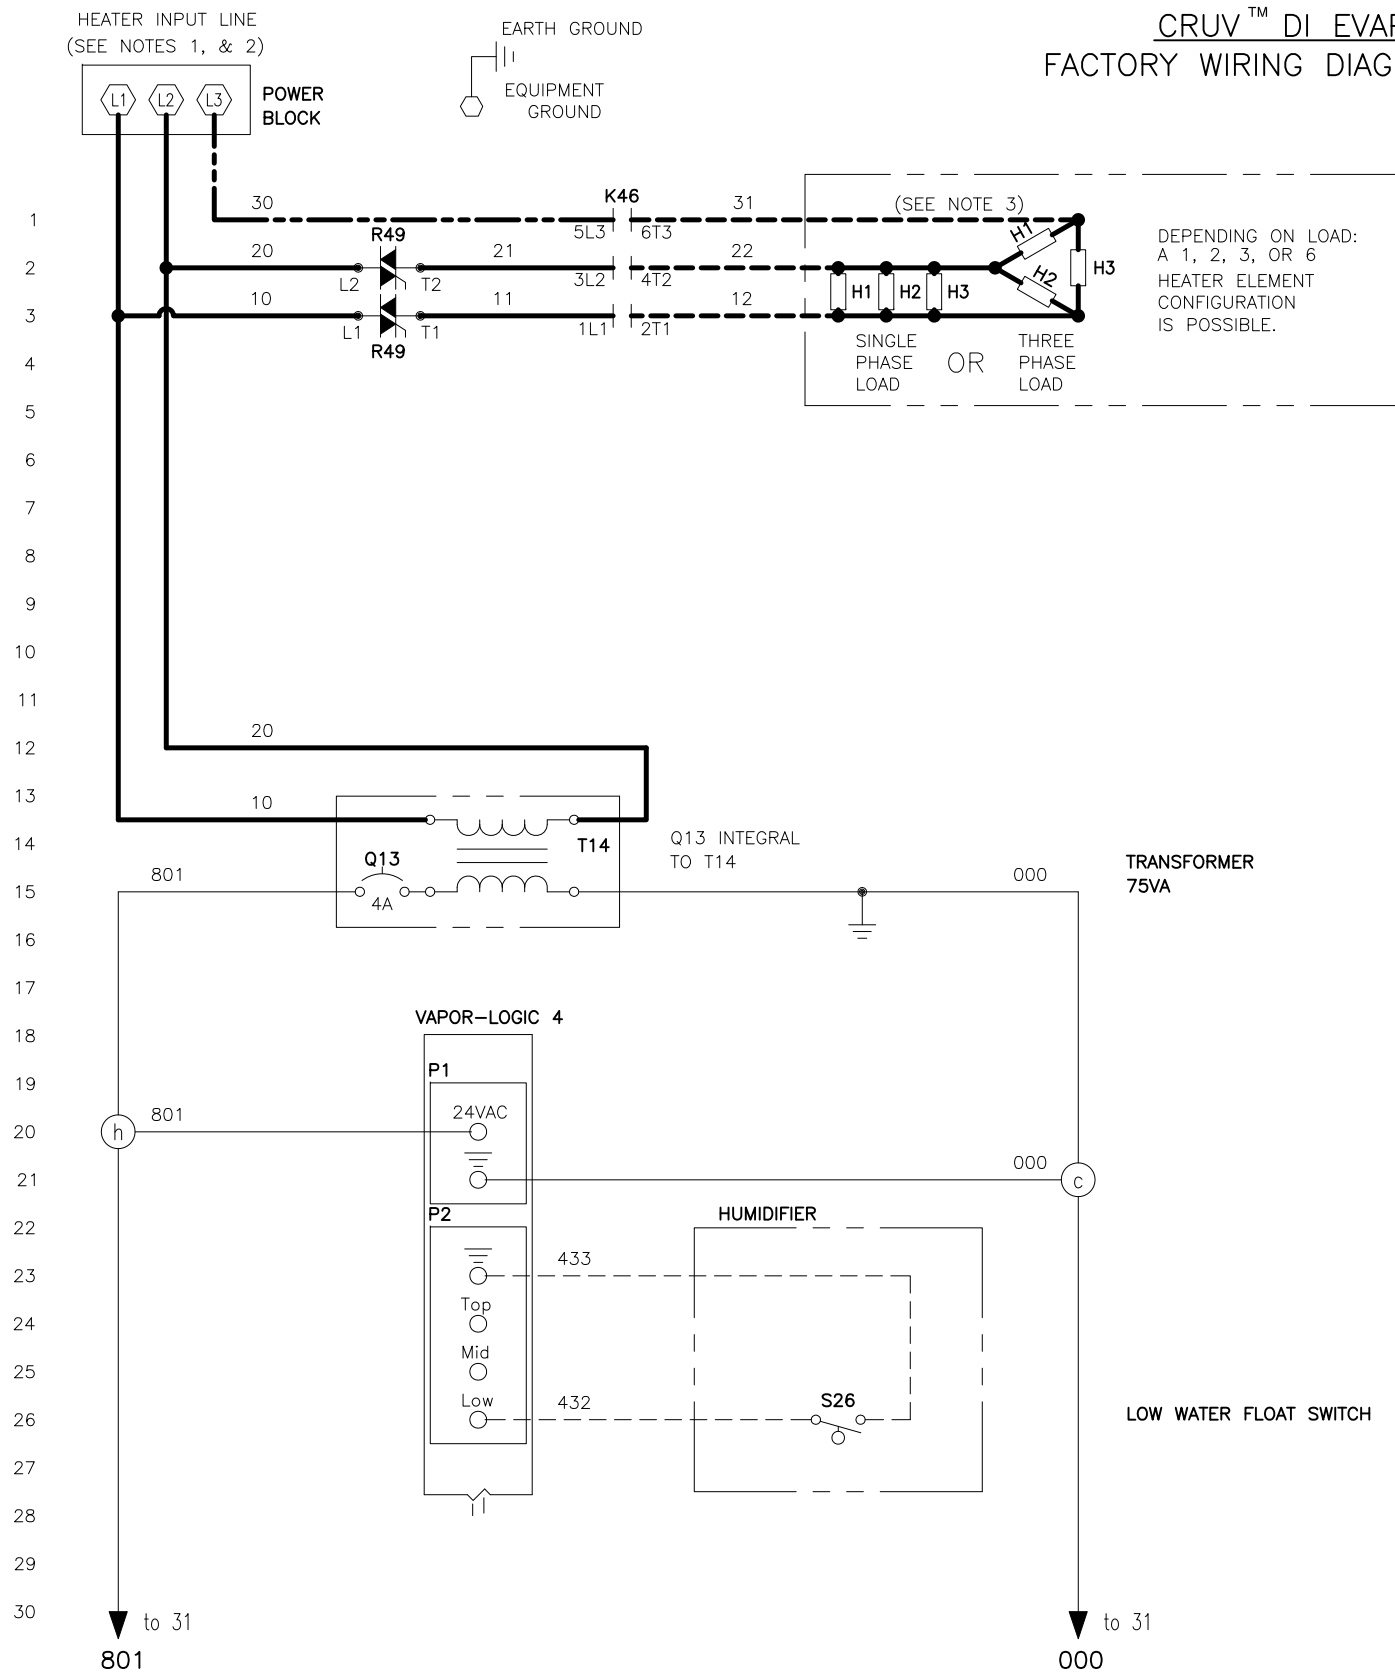 HEATER INPUT LINE
(SEE NOTES 1, & 2)
EARTH GROUND
EQUIPMENT
GROUND
CRUV™ DI EVAP
FACTORY WIRING DIAG
L1 L2 L3
POWER
BLOCK
1
30
K46
31
(SEE NOTE 3)
5L3 6T3
H1
DEPENDING ON LOAD:
A 1, 2, 3, OR 6
HEATER ELEMENT
CONFIGURATION
IS POSSIBLE.
2
20
R49
21
22
L2 T2
3L2 4T2
H1 H2 H3
H2
H3
3
10
11
12
L1 T1
R49
1L1 2T1
SINGLE
PHASE
LOAD
OR
THREE
PHASE
LOAD
4
5
6
7
8
9
10
11
20
12
13
10
14
T14
Q13 INTEGRAL
TO T14
Q13
4A
801
000
TRANSFORMER
75VA
15
16
17
VAPOR-LOGIC 4
18
P1
19
801
24VAC
20
h
000
21
c
22
P2
HUMIDIFIER
433
23
Top
24
Mid
25
Low
432
S26
26
LOW WATER FLOAT SWITCH
27
28
29
30
to 31
to 31
801
000